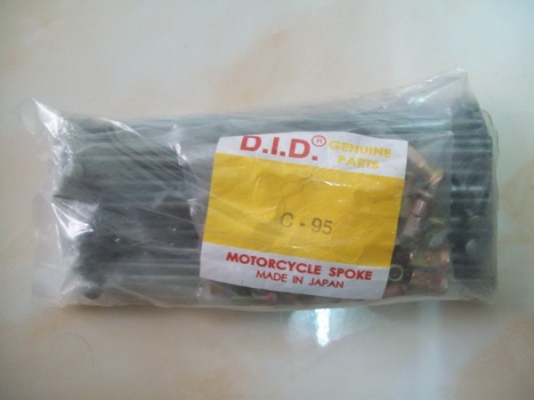 D.I.D.® GENUINE
PARTS
C - 95
MOTORCYCLE SPOKE
MADE IN JAPAN